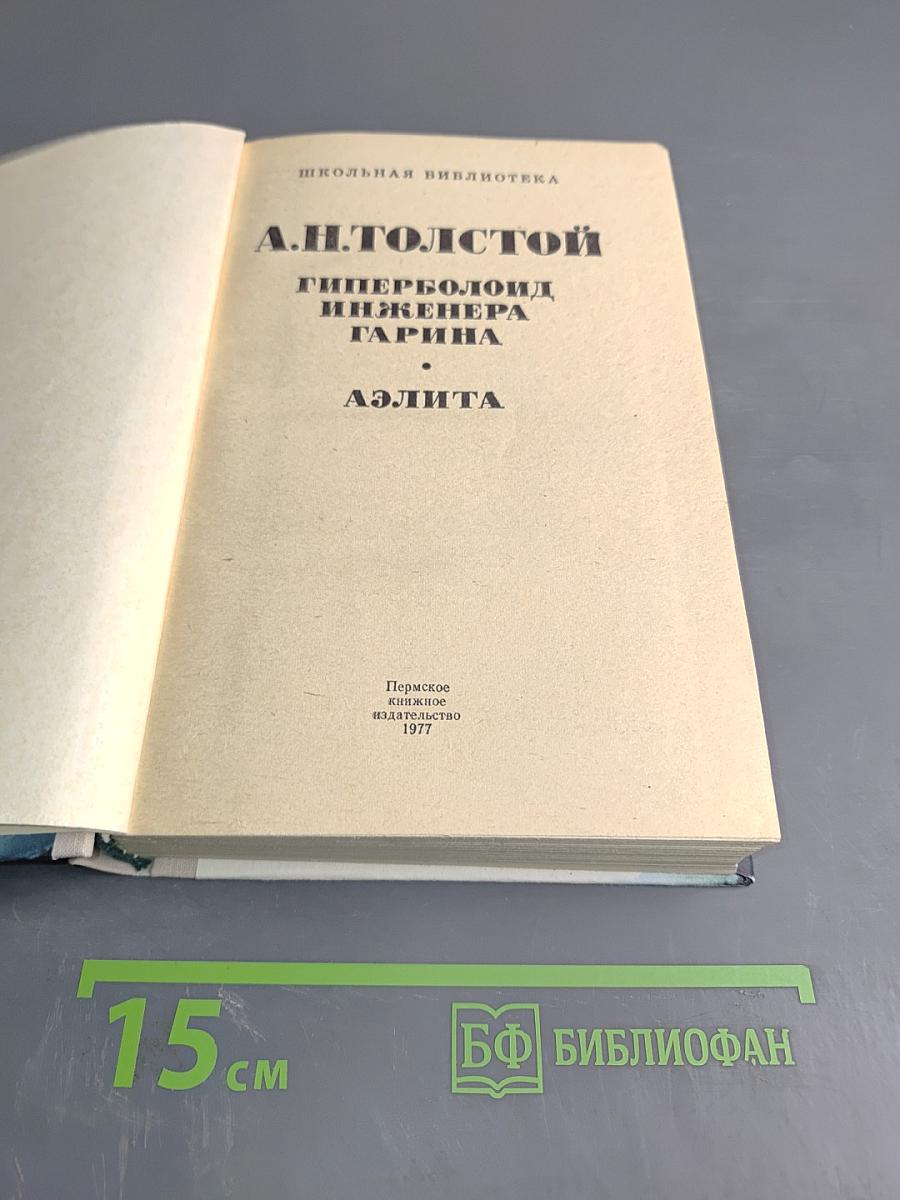 ШКОЛЬНАЯ БИБЛИОТЕКА
А.Н.ТОЛСТОЙ
ГИПЕРБОЛОИД
ИНЖЕНЕРА
ГАРИНА
•
АЭЛИТА
Пермское
книжное
издательство
1977
15 см
БФ БИБЛИОФАН